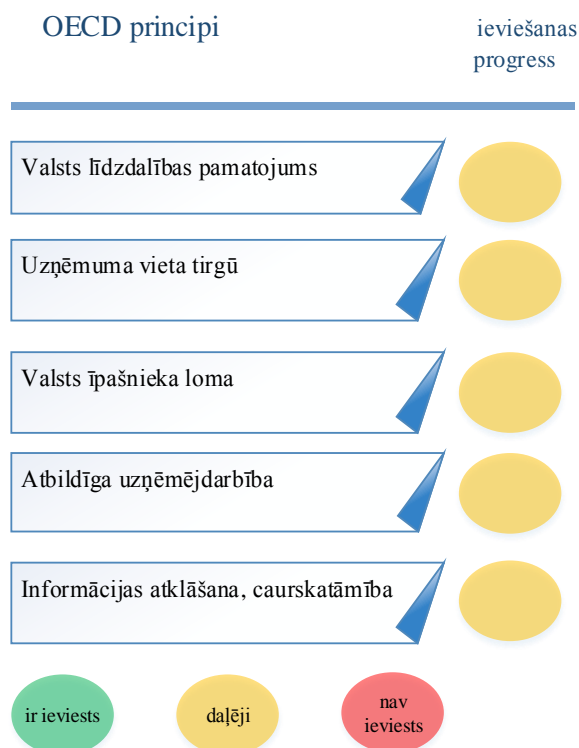 OECD principi
ieviešanas
progress
Valsts līdzdalības pamatojums
Uzņēmuma vieta tirgū
Valsts īpašnieka loma
Atbildīga uzņēmējdarbība
Informācijas atklāšana, caurskatāmība
ir ieviests
daļēji
nav
ieviests